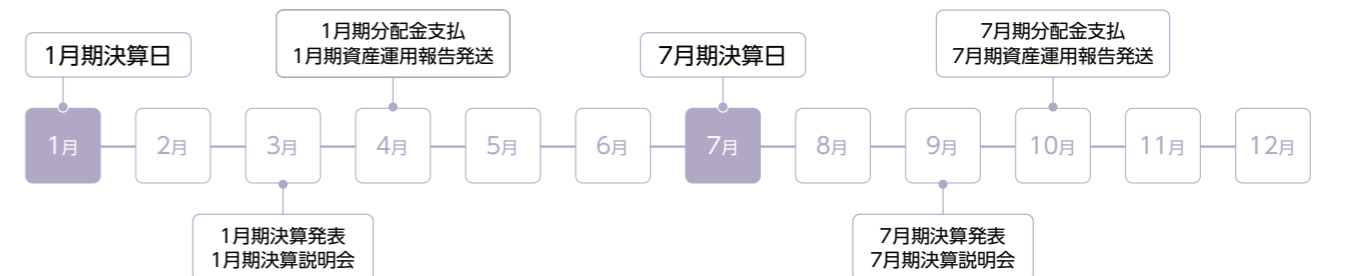 1月期決算日
1月期分配金支払
1月期資産運用報告発送
7月期決算日
7月期分配金支払
7月期資産運用報告発送
1月
2月
3月
4月
5月
6月
7月
8月
9月
10月
11月
12月
1月期決算発表
1月期決算説明会
7月期決算発表
7月期決算説明会